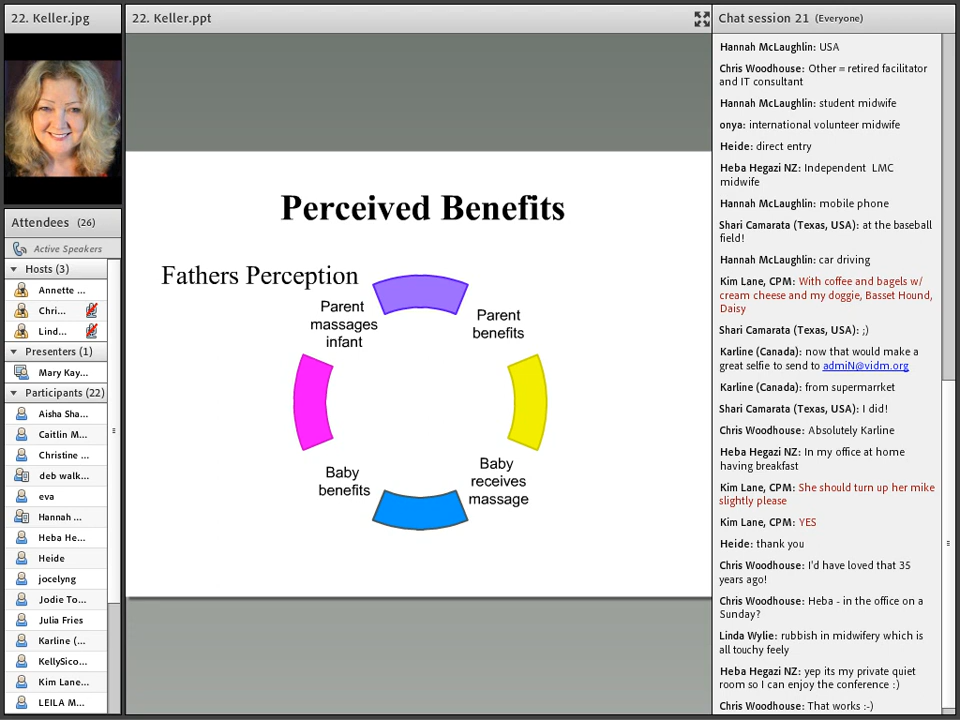 22. Keller.jpg
22. Keller.ppt
Chat session 21 (Everyone)
Attendees (26)
Active Speakers
Hosts (3)
Annette ...
Chri...
Lind...
Presenters (1)
Mary Kay...
Participants (22)
Aisha Sha...
Caitlin M...
Christine ...
deb walk...
eva
Hannah ...
Heba He...
Heide
jocelyng
Jodie To...
Julia Fries
Karline (...
KellySico...
Kim Lane...
LEILA M...
Perceived Benefits
Fathers Perception
Parent
massages
infant
Parent
benefits
Baby
benefits
Baby
receives
massage
Hannah McLaughlin: USA
Chris Woodhouse: Other = retired facilitator
and IT consultant
Hannah McLaughlin: student midwife
onya: international volunteer midwife
Heide: direct entry
Heba Hegazi NZ: Independent LMC
midwife
Hannah McLaughlin: mobile phone
Shari Camarata (Texas, USA): at the baseball
field!
Hannah McLaughlin: car driving
Kim Lane, CPM: With coffee and bagels w/
cream cheese and my doggie, Basset Hound,
Daisy
Shari Camarata (Texas, USA): ;)
Karline (Canada): now that would make a
great selfie to send to admiN@vidm.org
Karline (Canada): from supermarrket
Shari Camarata (Texas, USA): I did!
Chris Woodhouse: Absolutely Karline
Heba Hegazi NZ: In my office at home
having breakfast
Kim Lane, CPM: She should turn up her mike
slightly please
Kim Lane, CPM: YES
Heide: thank you
Chris Woodhouse: I'd have loved that 35
years ago!
Chris Woodhouse: Heba - in the office on a
Sunday?
Linda Wylie: rubbish in midwifery which is
all touchy feely
Heba Hegazi NZ: yep its my private quiet
room so I can enjoy the conference :)
Chris Woodhouse: That works :-)